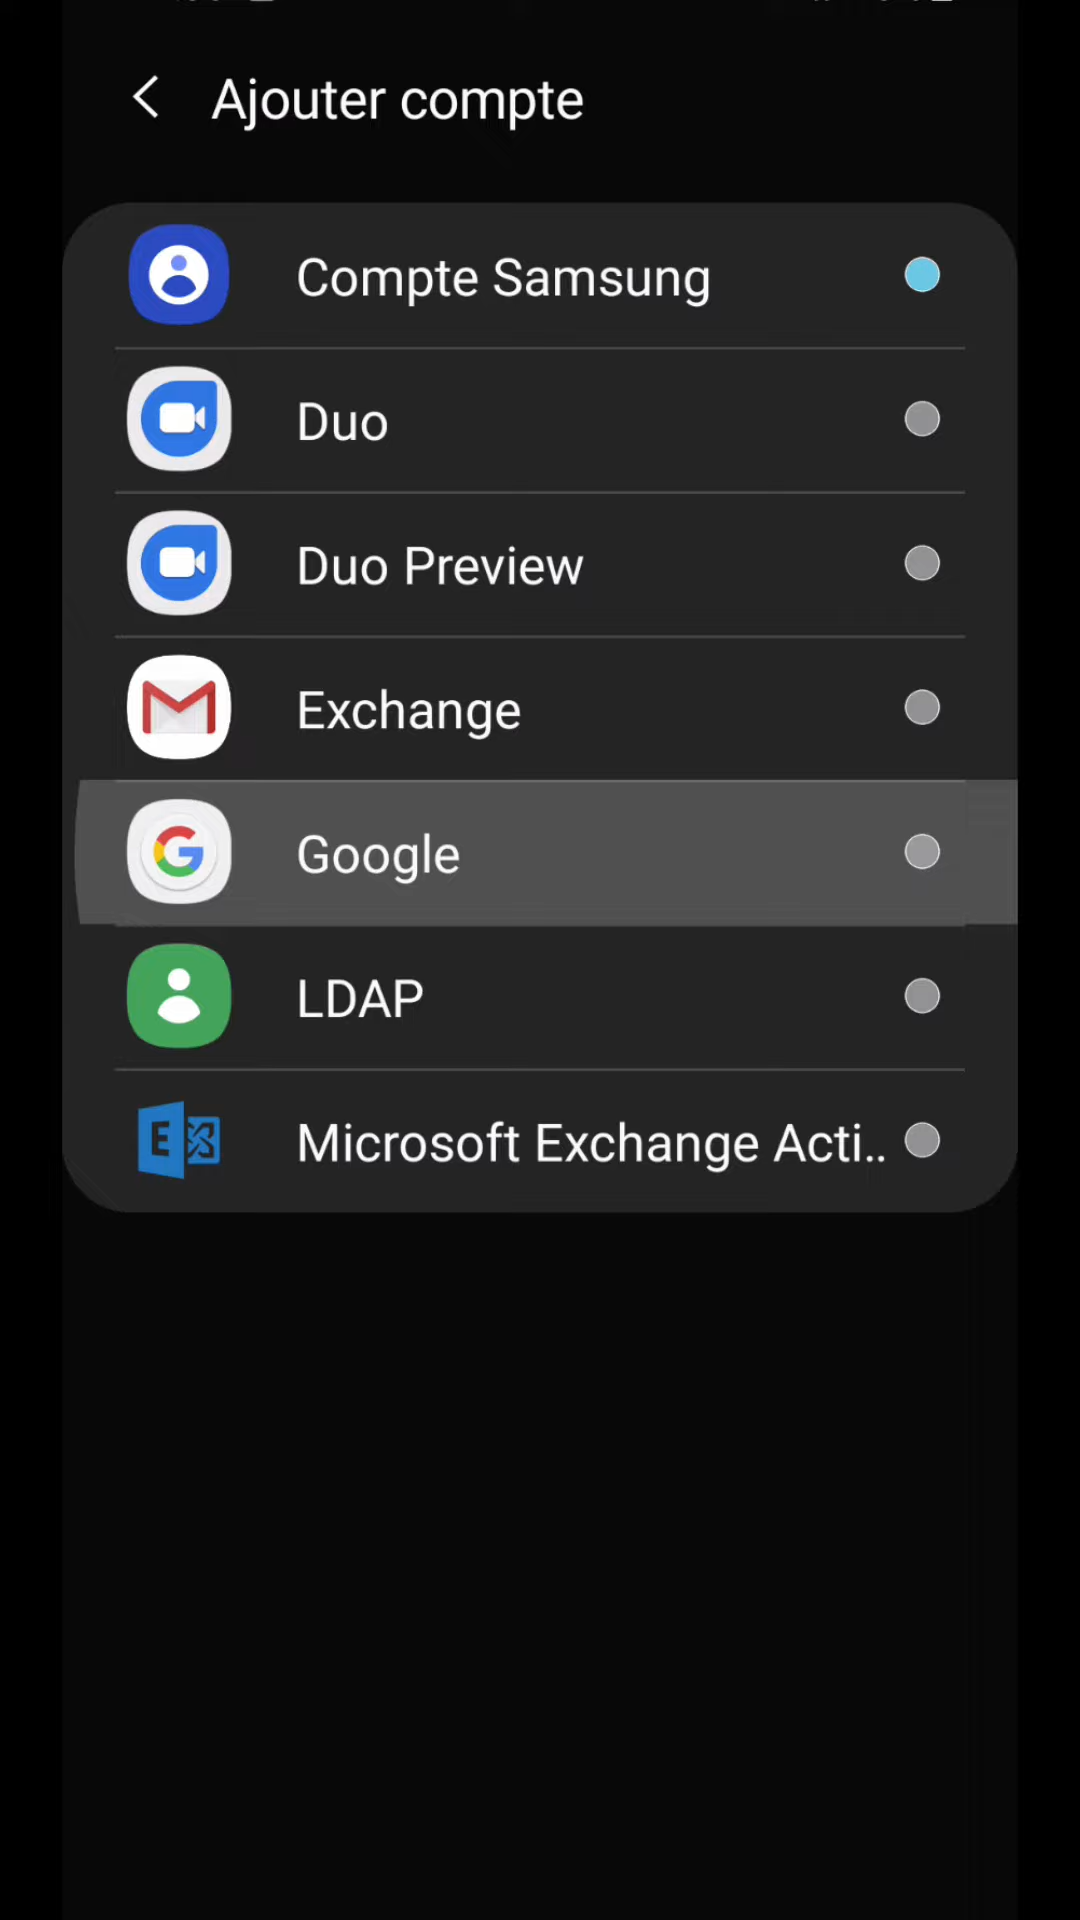 Ajouter compte
Compte Samsung
Duo
Duo Preview
Exchange
Google
LDAP
Microsoft Exchange Acti..